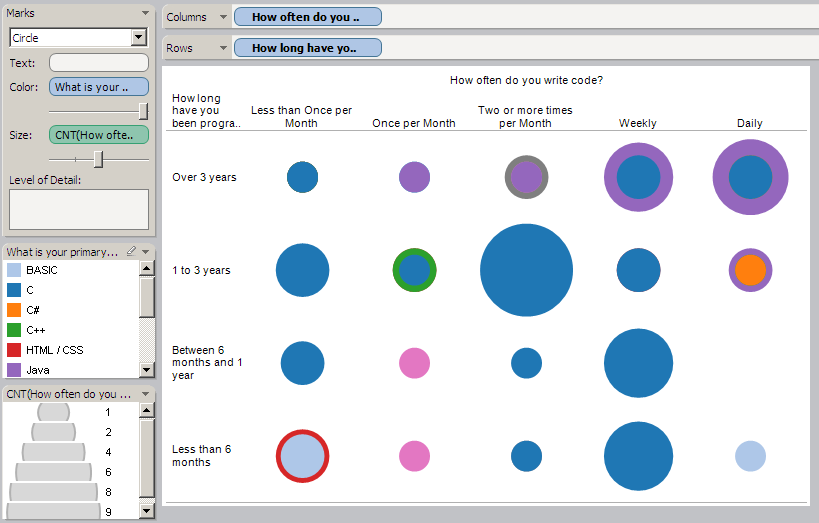 Marks
Circle
Text:
Color: What is your ..
Size: CNT(How ofte..
Level of Detail:
What is your primary...
BASIC
C
C#
C++
HTML / CSS
Java
CNT(How often do you ...
1
2
4
6
8
9
Columns How often do you ..
Rows How long have yo..
How often do you write code?
How long
have you
been progra..
Less than Once per
Month
Once per Month
Two or more times
per Month
Weekly
Daily
Over 3 years
1 to 3 years
Between 6
months and 1
year
Less than 6
months